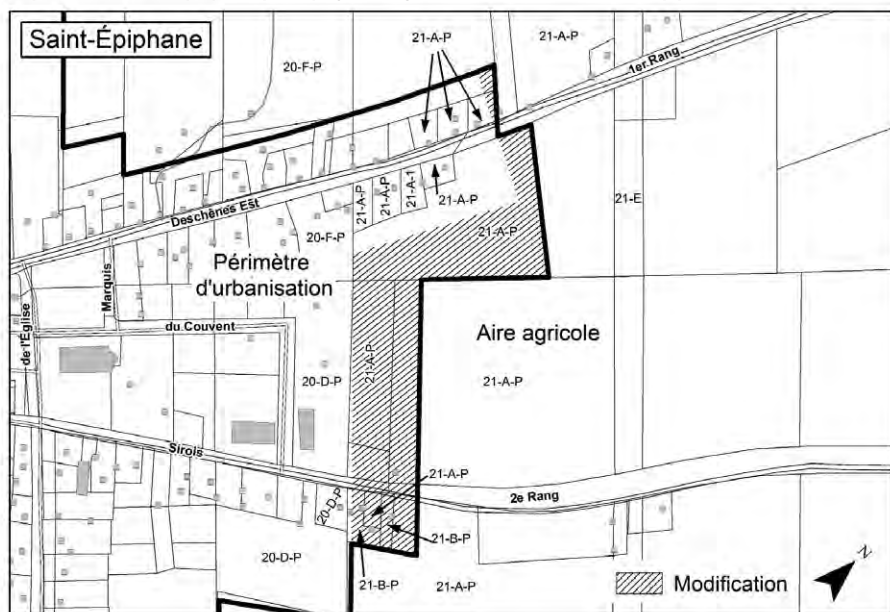 Saint-Épiphane
21-A-P
21-A-P
20-F-P
1er Rang
21-A-P
21-A-P
21-A-1
21-A-P
21-E
Deschênes Est
20-F-P
21-A-P
Périmètre
d'urbanisation
Marquis
de l'Église
du Couvent
Aire agricole
21-A-P
20-D-P
21-A-P
Sirois
21-A-P
2e Rang
20-D-P
21-B-P
20-D-P
21-B-P
21-A-P
Modification
N